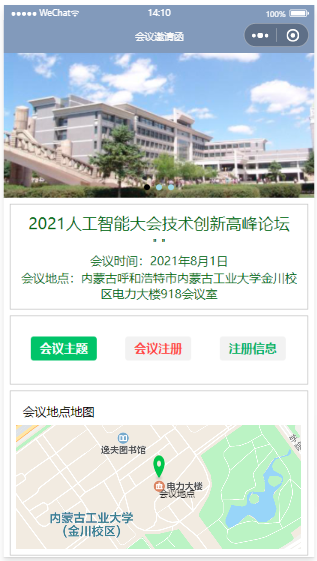 ●●●●● WeChat 14:10 100%
会议邀请函
2021人工智能大会技术创新高峰论坛
会议时间：2021年8月1日
会议地点：内蒙古呼和浩特市内蒙古工业大学金川校
区电力大楼918会议室
会议主题 会议注册 注册信息
会议地点地图
逸夫图书馆
电力大楼
会议地点
内蒙古工业大学
（金川校区）